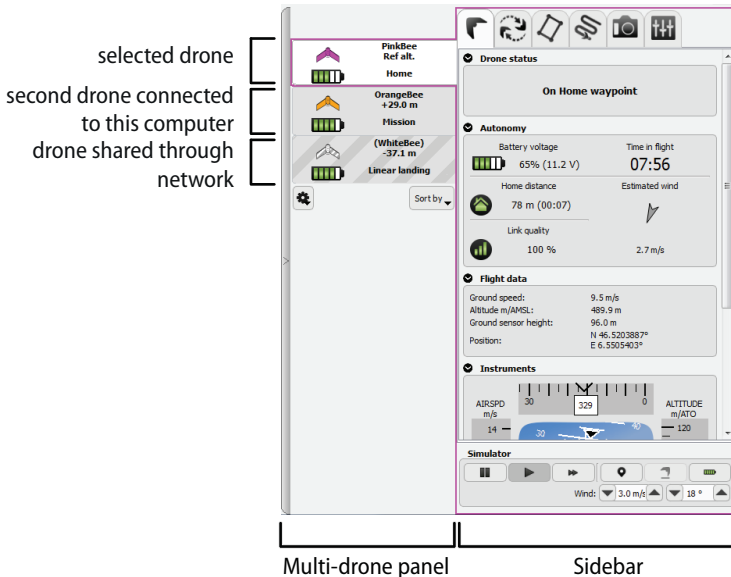 selected drone
second drone connected
to this computer
drone shared through
network
PinkBee
Ref alt.
Home
OrangeBee
+29.0 m
Mission
(WhiteBee)
-37.1 m
Linear landing
Sort by
>
Drone status
On Home waypoint
Autonomy
Battery voltage Time in flight
65% (11.2 V) 07:56
Home distance Estimated wind
78 m (00:07)
Link quality
100 % 2.7 m/s
Flight data
Ground speed: 9.5 m/s
Altitude m/AMSL: 489.9 m
Ground sensor height: 96.0 m
Position: N 46.5203887°
E 6.5505403°
Instruments
30 329 0
AIRSPD ALTITUDE
m/s m/ATO
14 30 40 120
Simulator
Wind: 3.0 m/s 18 °
Multi-drone panel Sidebar